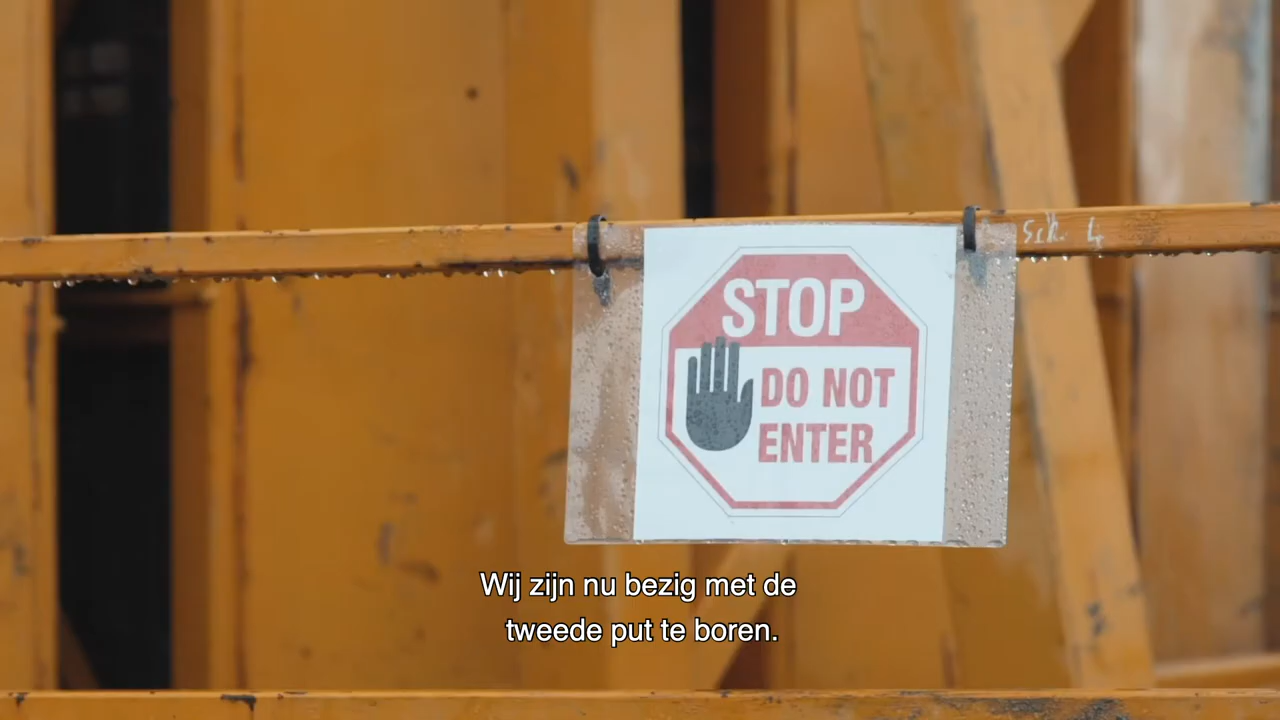 STOP
DO NOT
ENTER
Wij zijn nu bezig met de
tweede put te boren.